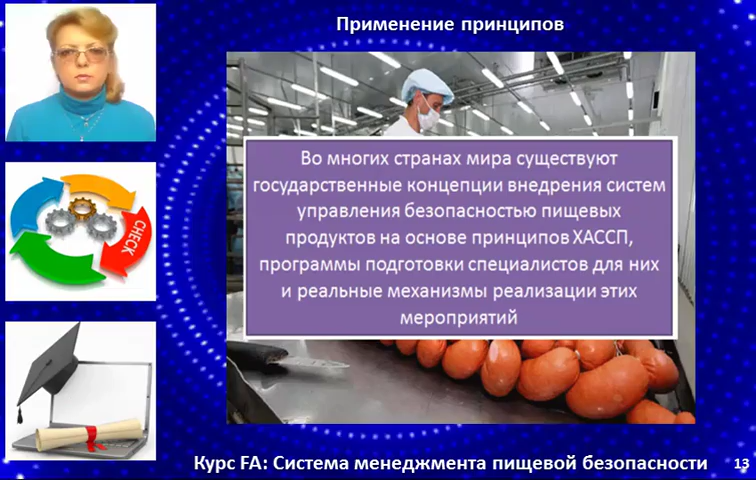 Применение принципов
CHECK
Во многих странах мира существуют
государственные концепции внедрения систем
управления безопасностью пищевых
продуктов на основе принципов ХАССП,
программы подготовки специалистов для них
и реальные механизмы реализации этих
мероприятий
Курс FA: Система менеджмента пищевой безопасности 13